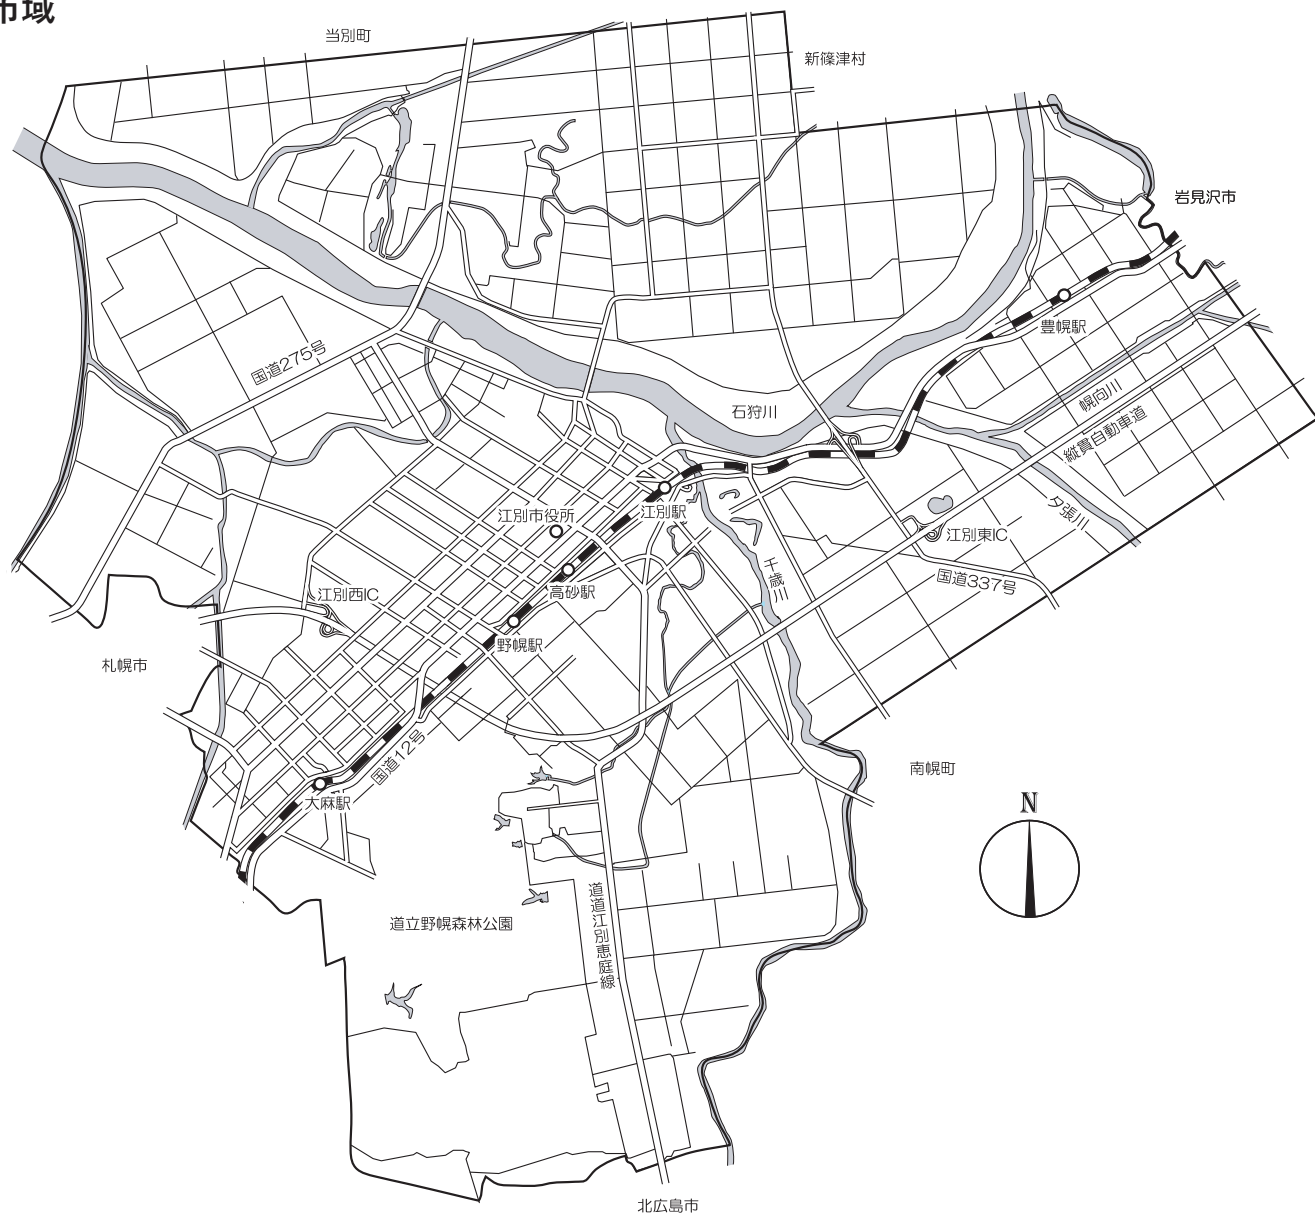 市域
当別町
新篠津村
岩見沢市
豊幌駅
国道275号
幌向川
石狩川
縦貫自動車道
夕張川
江別市役所
江別駅
江別東IC
千歳川
国道337号
高砂駅
江別西IC
野幌駅
札幌市
国道12号
南幌町
大麻駅
N
道立野幌森林公園
道道江別恵庭線
北広島市